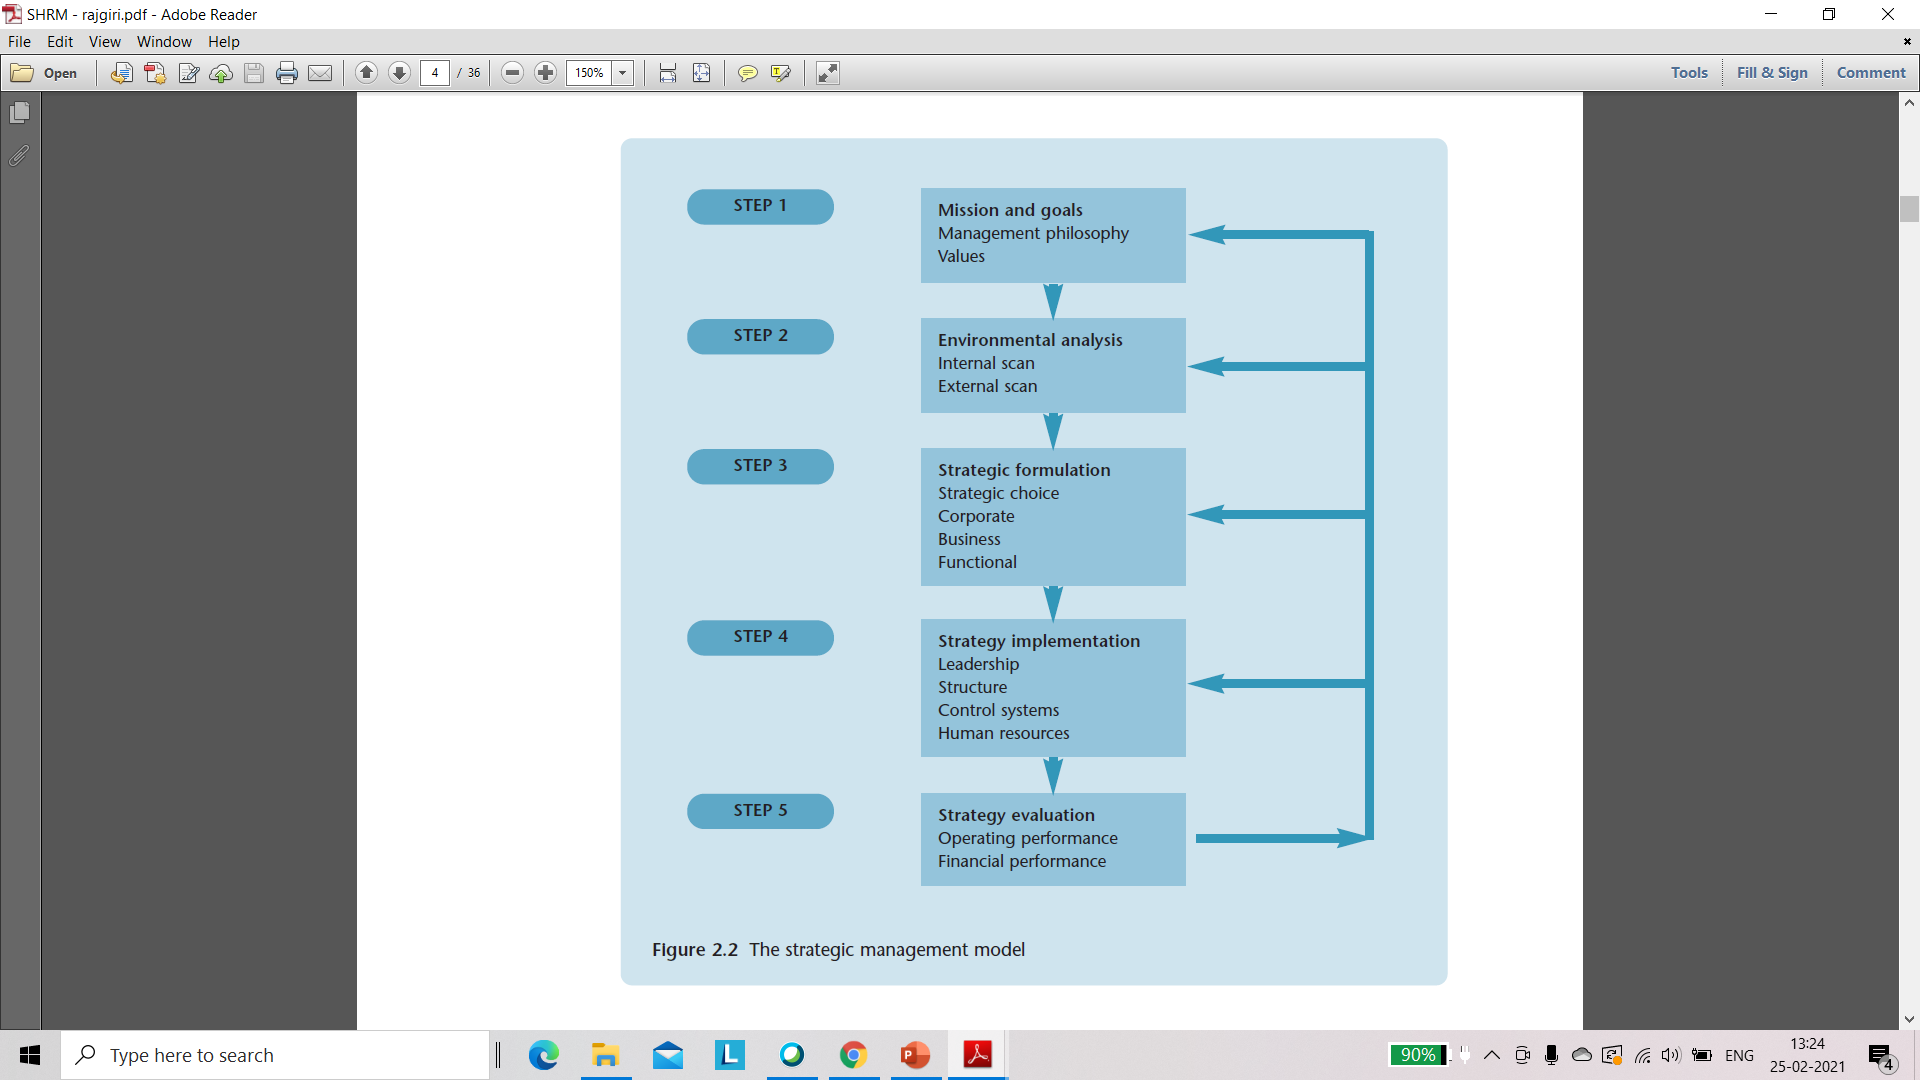 SHRM - rajgiri.pdf - Adobe Reader
File Edit View Window Help
Open 4 / 36 150% Tools Fill & Sign Comment
STEP 1
Mission and goals
Management philosophy
Values
STEP 2
Environmental analysis
Internal scan
External scan
STEP 3
Strategic formulation
Strategic choice
Corporate
Business
Functional
STEP 4
Strategy implementation
Leadership
Structure
Control systems
Human resources
STEP 5
Strategy evaluation
Operating performance
Financial performance
Figure 2.2 The strategic management model
Type here to search
90%
ENG
13:24
25-02-2021
4